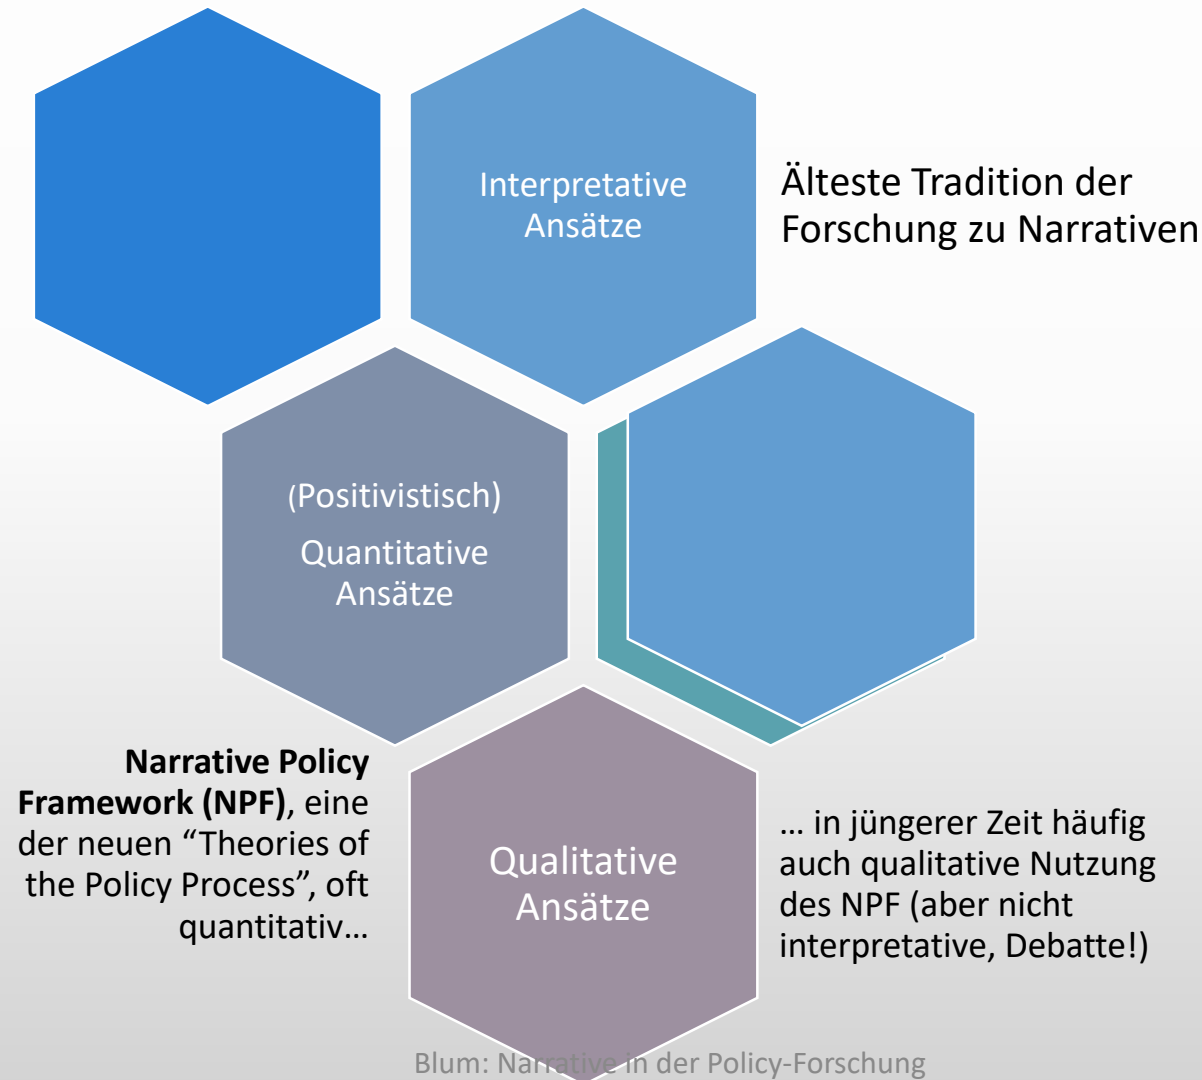 Interpretative
Ansätze
Älteste Tradition der
Forschung zu Narrativen
(Positivistisch)
Quantitative
Ansätze
Narrative Policy
Framework (NPF), eine
der neuen “Theories of
the Policy Process”, oft
quantitativ…
Qualitative
Ansätze
… in jüngerer Zeit häufig
auch qualitative Nutzung
des NPF (aber nicht
interpretative, Debatte!)
Blum: Narrative in der Policy-Forschung